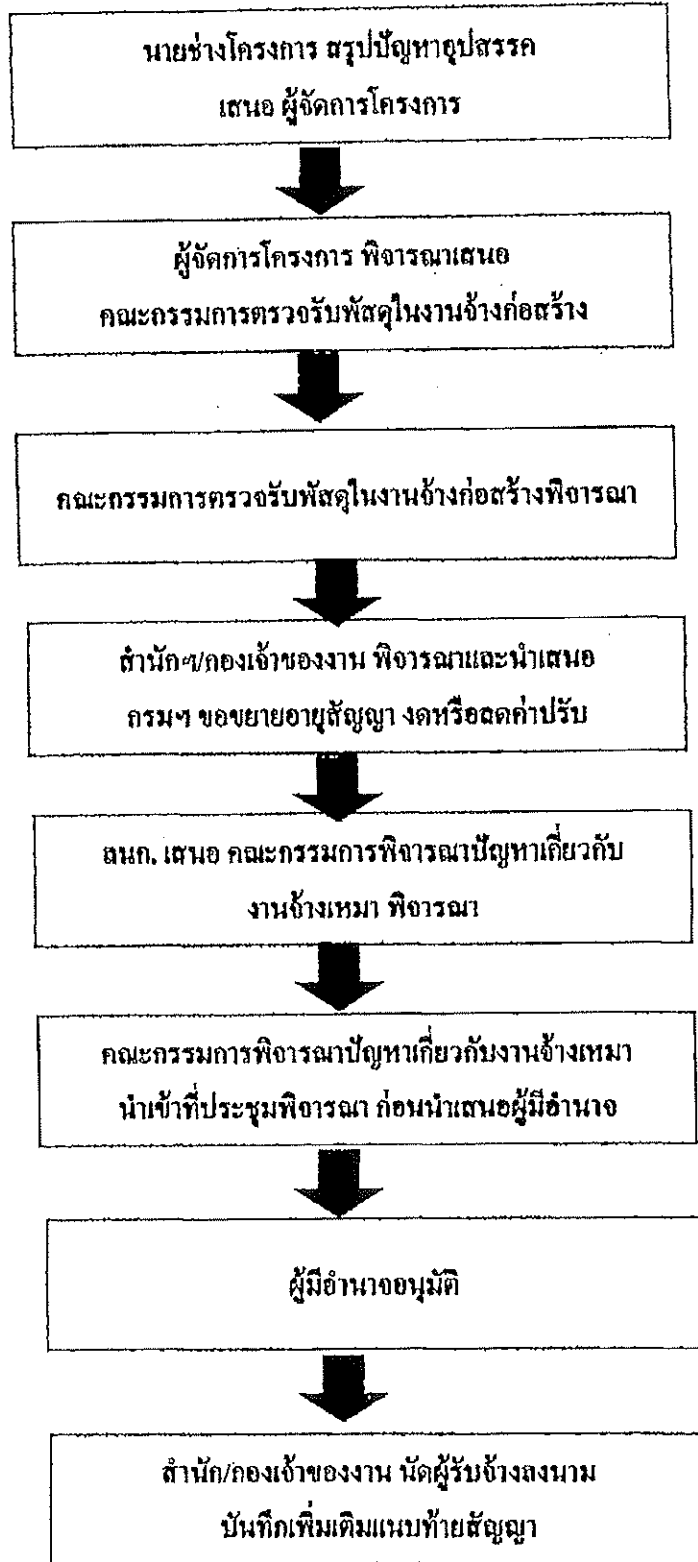 นายช่างโครงการ สรุปปัญหาอุปสรรค
เสนอ ผู้จัดการโครงการ
ผู้จัดการโครงการ พิจารณาเสนอ
คณะกรรมการตรวจรับพัสดุในงานจ้างก่อสร้าง
คณะกรรมการตรวจรับพัสดุในงานจ้างก่อสร้างพิจารณา
สำนักฯ/กองเจ้าของงาน พิจารณาและนำเสนอ
กรมฯ ขอขยายอายุสัญญา งดหรือลดค่าปรับ
สนก. เสนอ คณะกรรมการพิจารณาปัญหาเกี่ยวกับ
งานจ้างเหมา พิจารณา
คณะกรรมการพิจารณาปัญหาเกี่ยวกับงานจ้างเหมา
นำเข้าที่ประชุมพิจารณา ก่อนนำเสนอผู้มีอำนาจ
ผู้มีอำนาจอนุมัติ
สำนัก/กองเจ้าของงาน นัดผู้รับจ้างลงนาม
บันทึกเพิ่มเติมแนบท้ายสัญญา